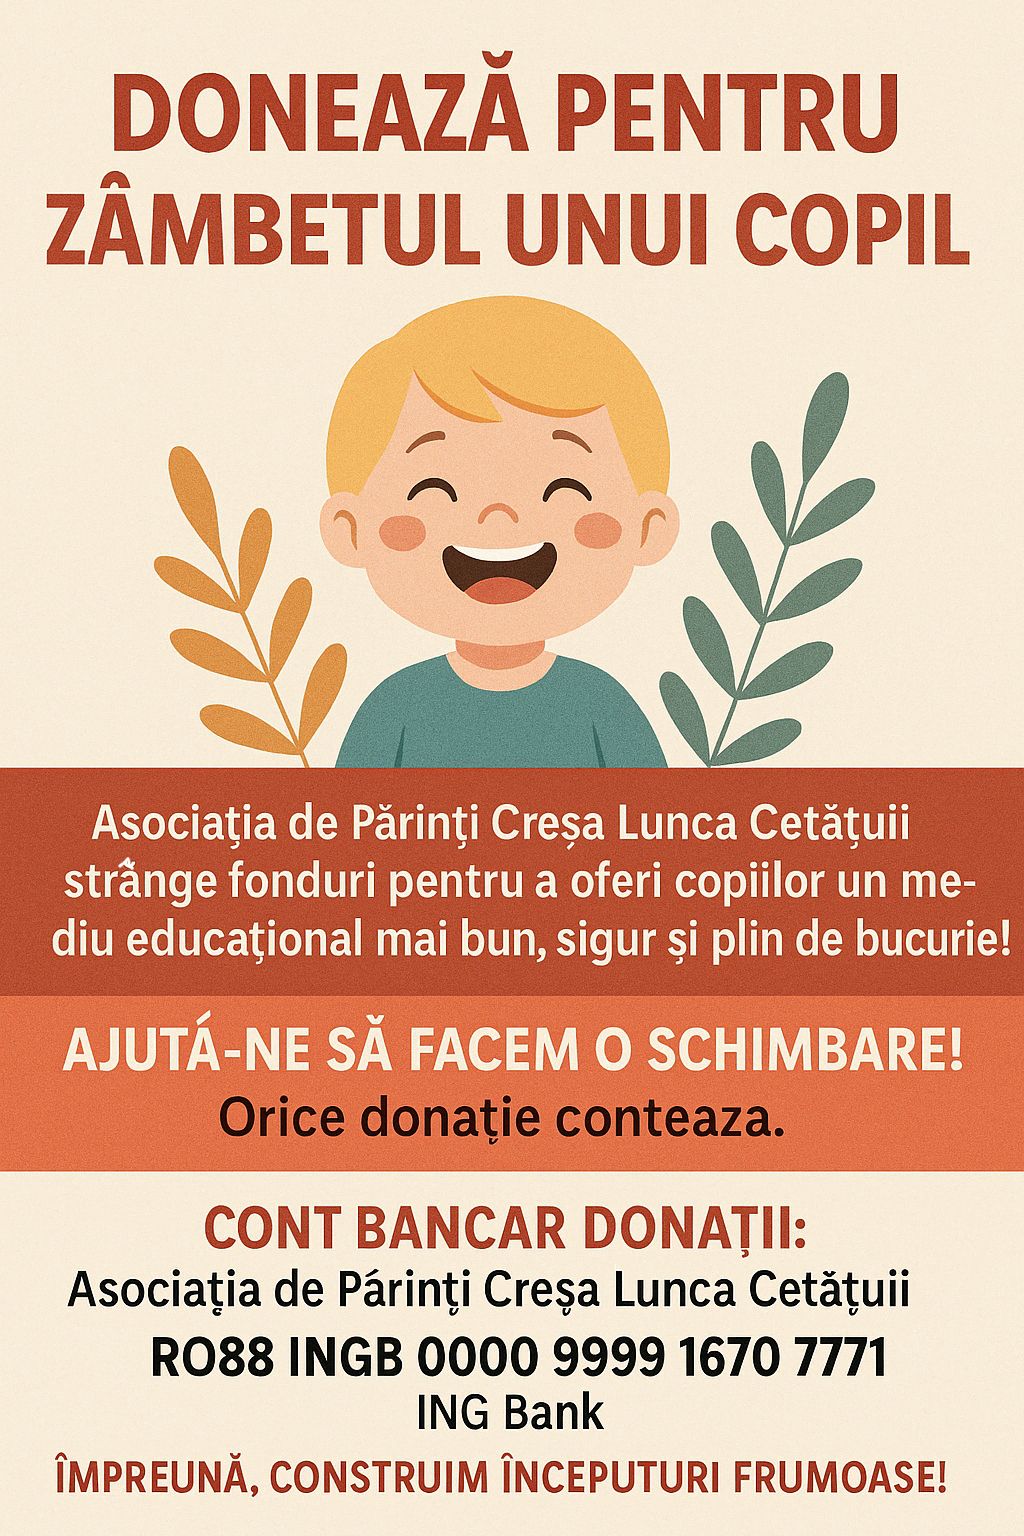 DONEAZĂ PENTRU
ZÂMBETUL UNUI COPIL
Asociația de Părinți Creșa Lunca Cetățuii
strânge fonduri pentru a oferi copiilor un me-
diu educațional mai bun, sigur și plin de bucurie!
AJUTÁ-NE SĂ FACEM O SCHIMBARE!
Orice donație conteaza.
CONT BANCAR DONAȚII:
Asociația de Párinți Creșa Lunca Cetățuii
RO88 INGB 0000 9999 1670 7771
ING Bank
ÎMPREUNĂ, CONSTRUIM ÎNCEPUTURI FRUMOASE!